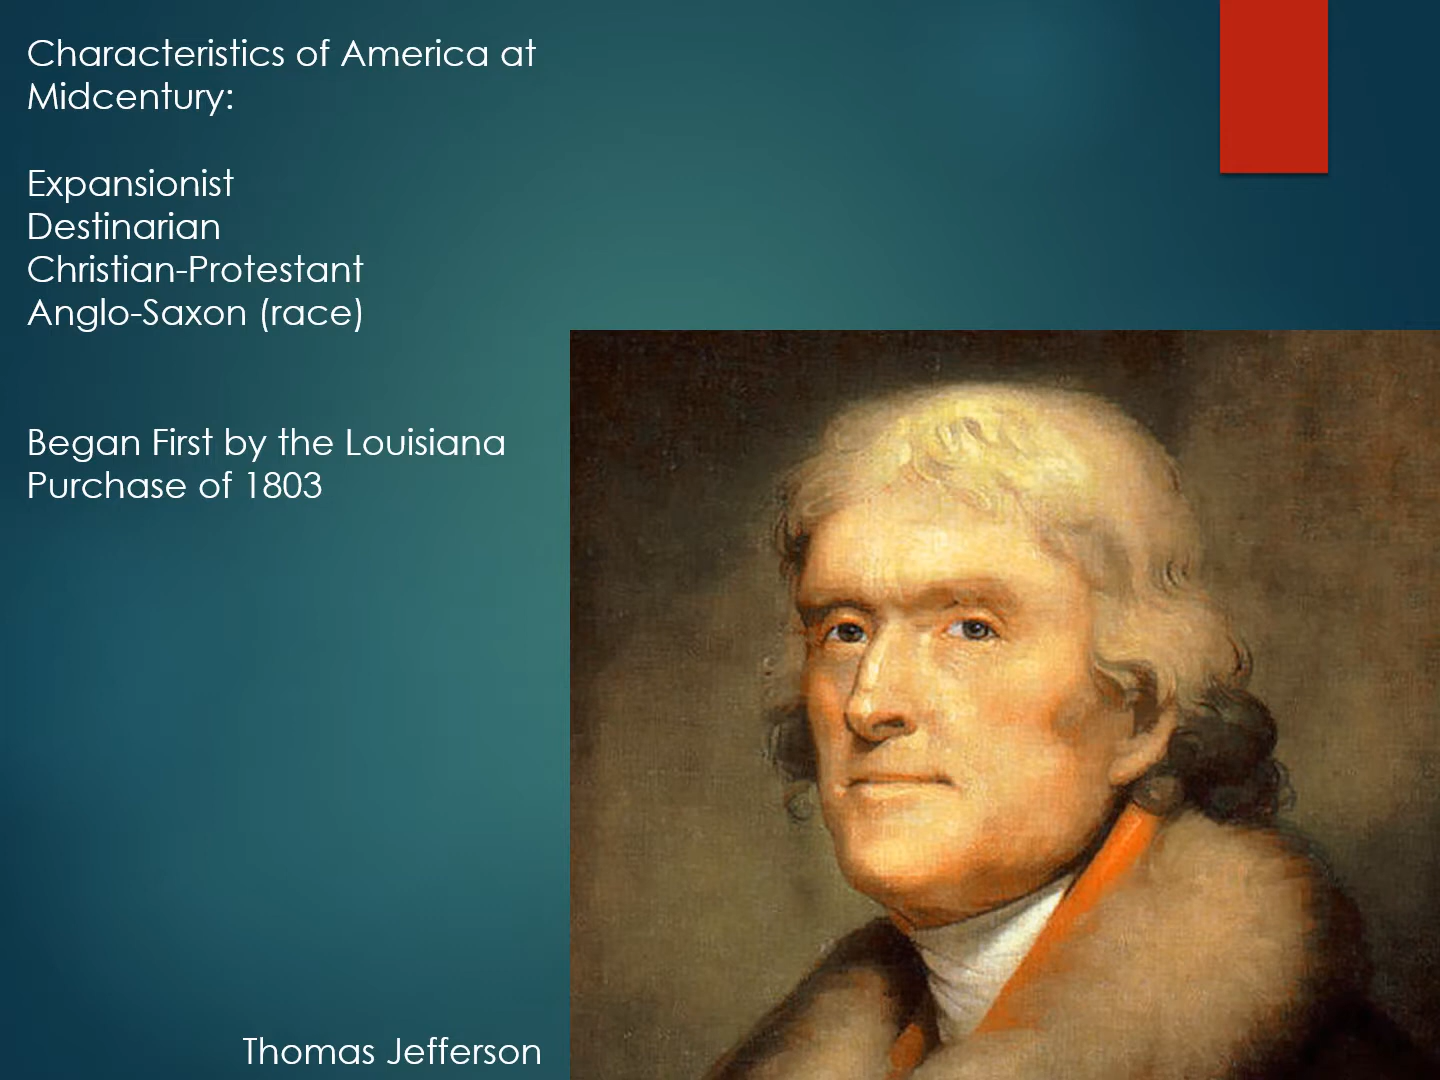 Characteristics of America at
Midcentury:
Expansionist
Destinarian
Christian-Protestant
Anglo-Saxon (race)
Began First by the Louisiana
Purchase of 1803
Thomas Jefferson